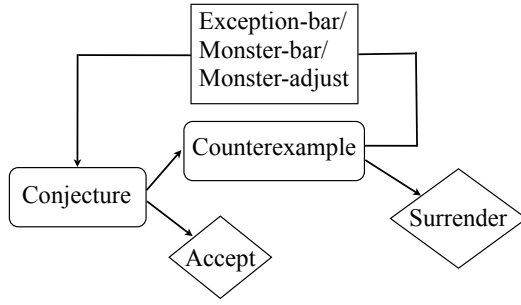 Exception-bar/
Monster-bar/
Monster-adjust
Counterexample
Conjecture
Surrender
Accept